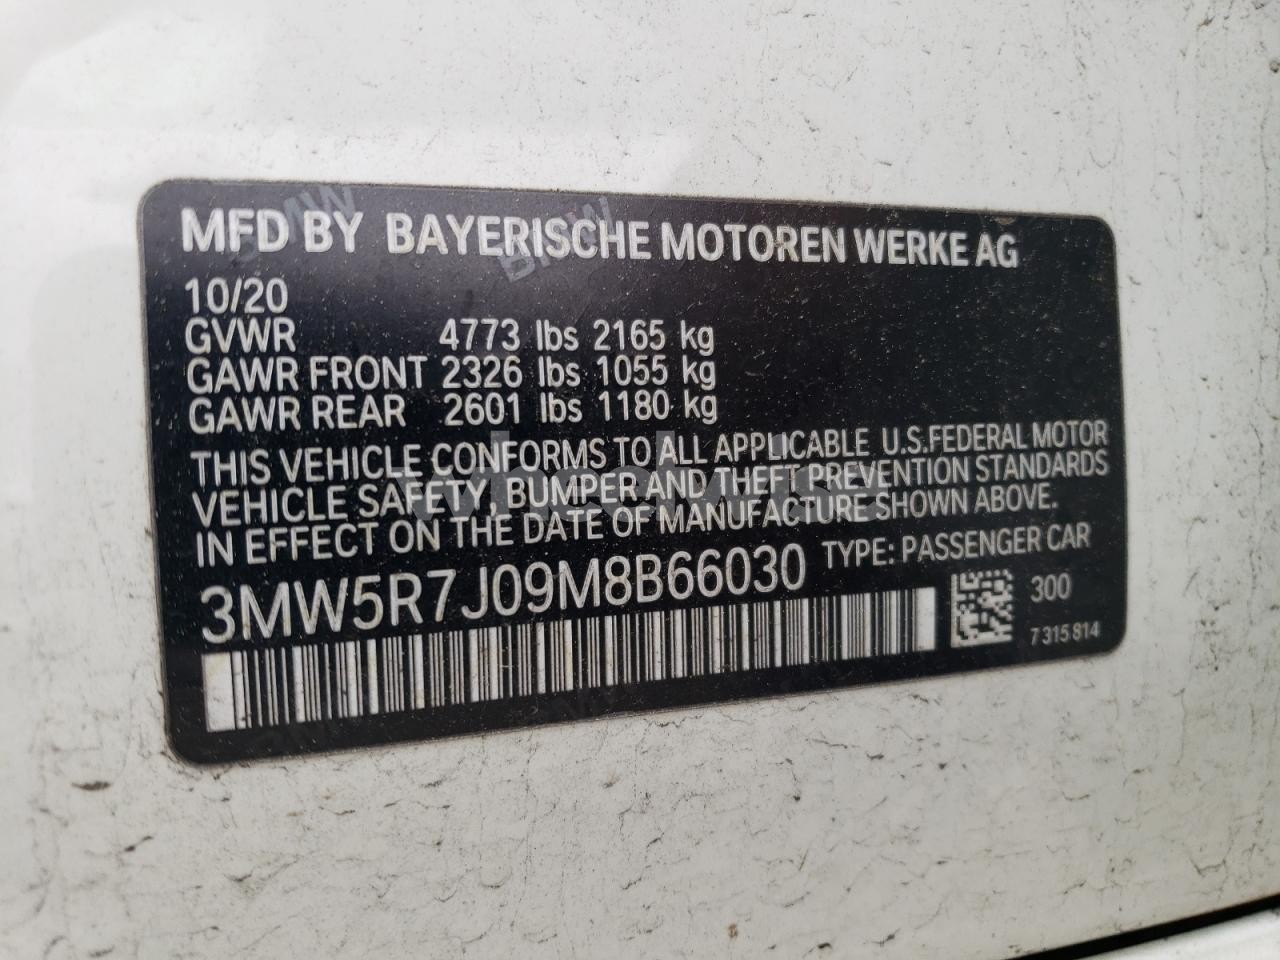 MFD BY BAYERISCHE MOTOREN WERKE AG
10/20
GVWR 4773 lbs 2165 kg
GAWR FRONT 2326 lbs 1055 kg
GAWR REAR 2601 lbs 1180 kg
THIS VEHICLE CONFORMS TO ALL APPLICABLE U.S.FEDERAL MOTOR
VEHICLE SAFETY, BUMPER AND THEFT PREVENTION STANDARDS
IN EFFECT ON THE DATE OF MANUFACTURE SHOWN ABOVE.
3MW5R7J09M8B66030 TYPE: PASSENGER CAR
300
7 315 814